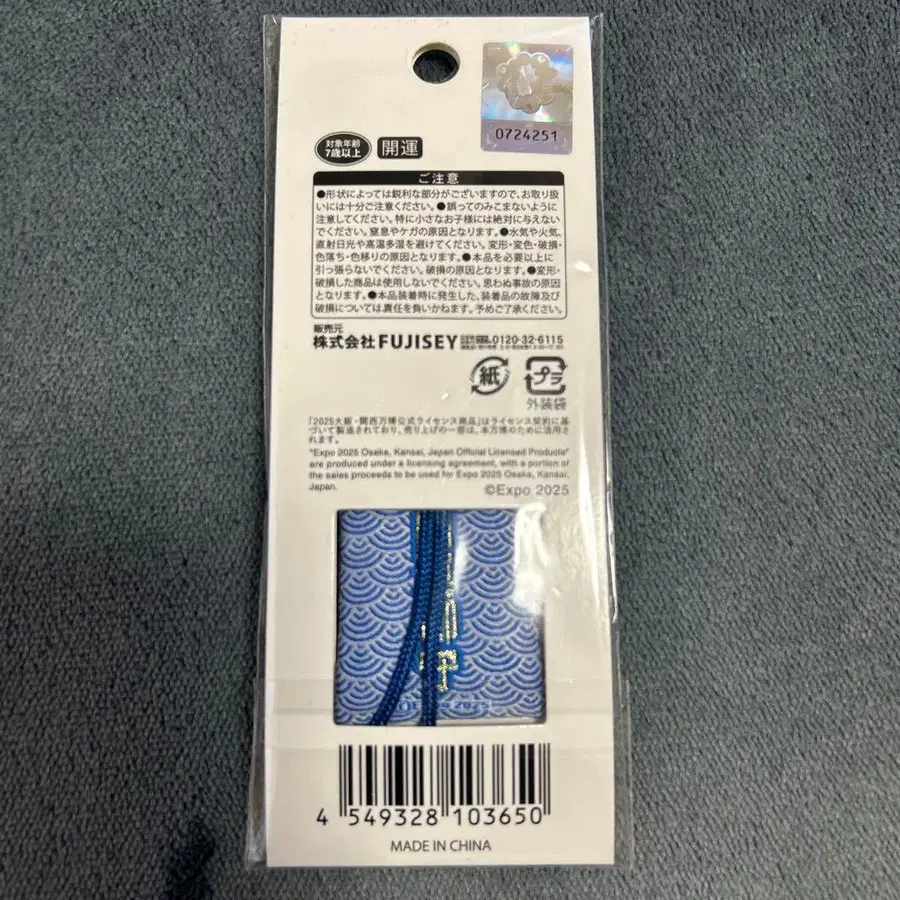 0724251
対象年齢
7歳以上
開運
ご注意
●形状によっては鋭利な部分がございますので、お取り扱
いには十分ご注意ください。●誤ってのみこまないように
注意してください。特に小さなお子様には絶対に与えない
でください。窒息やケガの原因となります。●水気や火気、
直射日光や高温多湿を避けてください。変形・変色・破損・
色落ち・色移りの原因となります。●本品を必要以上に
引っ張らないでください。破損の原因となります。●変形・
破損した商品は使用しないでください。思わぬ事故の原因
となります。●本品装着時に発生した、装着品の故障及び
破損については責任を負いかねます。予めご了承ください。
販売元
株式会社FUJISEY 0120-32-6115
紙
プラ
外装袋
「2025大阪・関西万博公式ライセンス商品」はライセンス契約に基
づいて製造されており、売り上げの一部は、本万博のために活用さ
れます。
"Expo 2025 Osaka, Kansai, Japan Official Licensed Products"
are produced under a licensing agreement, with a portion of
the sales proceeds to be used for Expo 2025 Osaka, Kansai,
Japan.
©Expo 2025
4 549328 103650
MADE IN CHINA